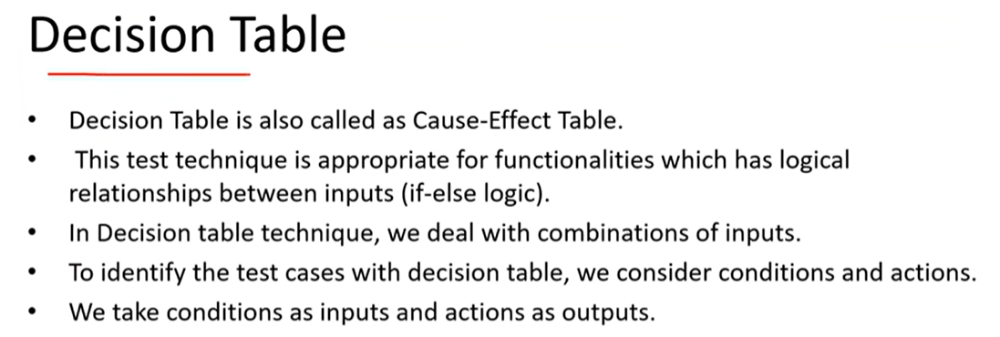 Decision Table
• Decision Table is also called as Cause-Effect Table.
• This test technique is appropriate for functionalities which has logical
relationships between inputs (if-else logic).
• In Decision table technique, we deal with combinations of inputs.
• To identify the test cases with decision table, we consider conditions and actions.
• We take conditions as inputs and actions as outputs.